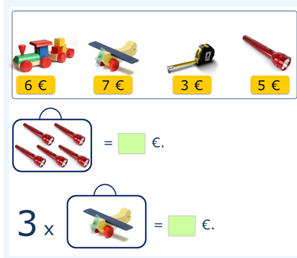 6 € 7 € 3 € 5 €
= €.
3 x = €.